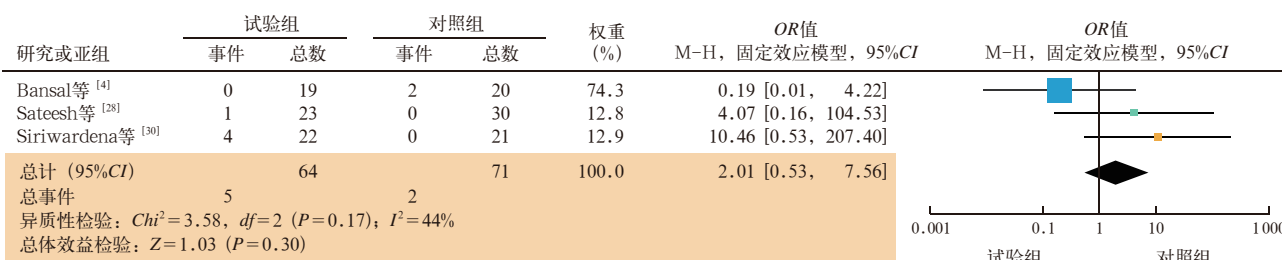 试验组 对照组 权重 OR值 OR值
研究或亚组 事件 总数 事件 总数 (%) M-H，固定效应模型，95%CI M-H，固定效应模型，95%CI
Bansal等 [4] 0 19 2 20 74.3 0.19 [0.01, 4.22]
Sateesh等 [28] 1 23 0 30 12.8 4.07 [0.16, 104.53]
Siriwardena等 [30] 4 22 0 21 12.9 10.46 [0.53, 207.40]
总计（95%CI） 64 71 100.0 2.01 [0.53, 7.56]
总事件 5 2
异质性检验：Chi²=3.58，df=2（P=0.17）；I²=44%
总体效益检验：Z=1.03（P=0.30）
0.001 0.1 1 10 1000
试验组 对照组